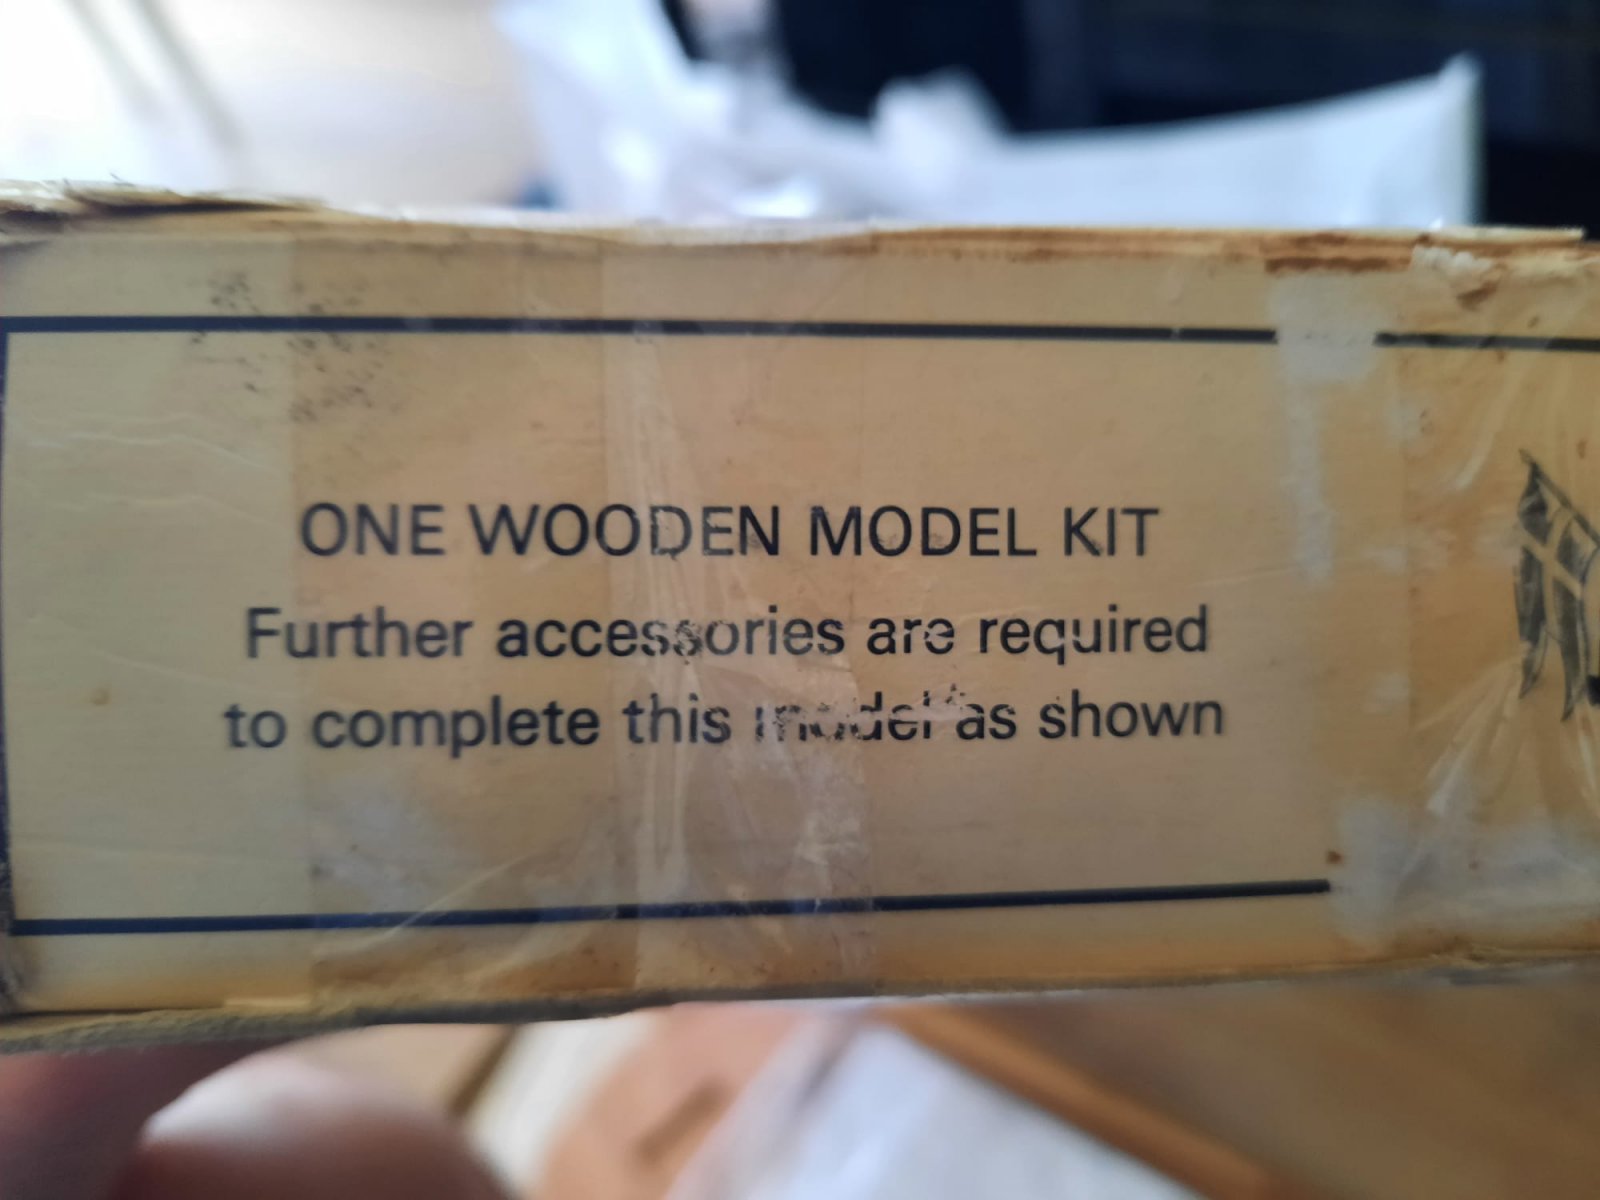 ONE WOODEN MODEL KIT
Further accessories are required
to complete this model as shown